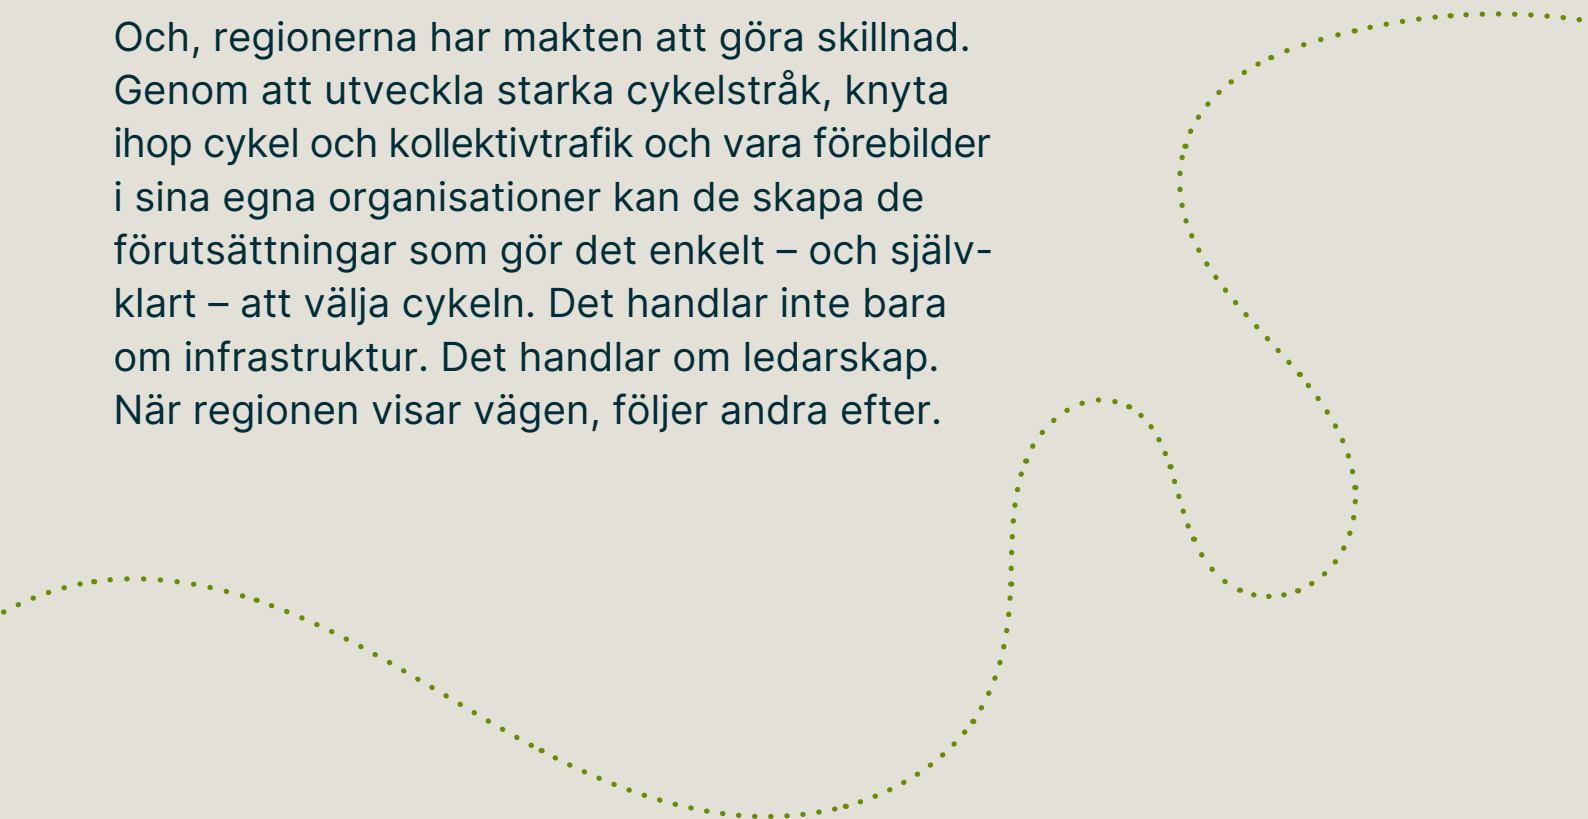 Och, regionerna har makten att göra skillnad.
Genom att utveckla starka cykelstråk, knyta
ihop cykel och kollektivtrafik och vara förebilder
i sina egna organisationer kan de skapa de
förutsättningar som gör det enkelt – och själv-
klart – att välja cykeln. Det handlar inte bara
om infrastruktur. Det handlar om ledarskap.
När regionen visar vägen, följer andra efter.